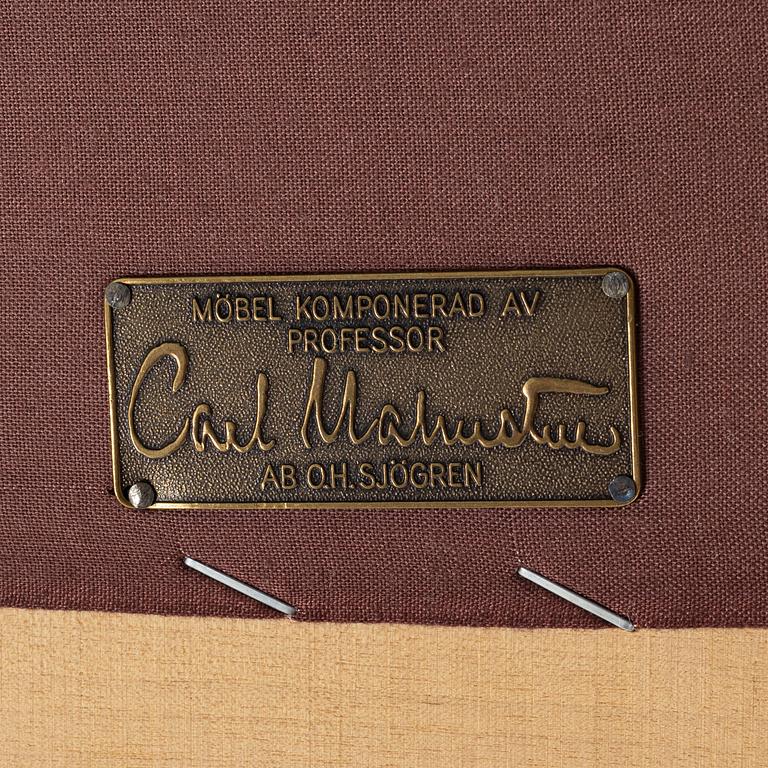 MÖBEL KOMPONERAD AV
PROFESSOR
Carl Malmsten
AB O.H. SJÖGREN